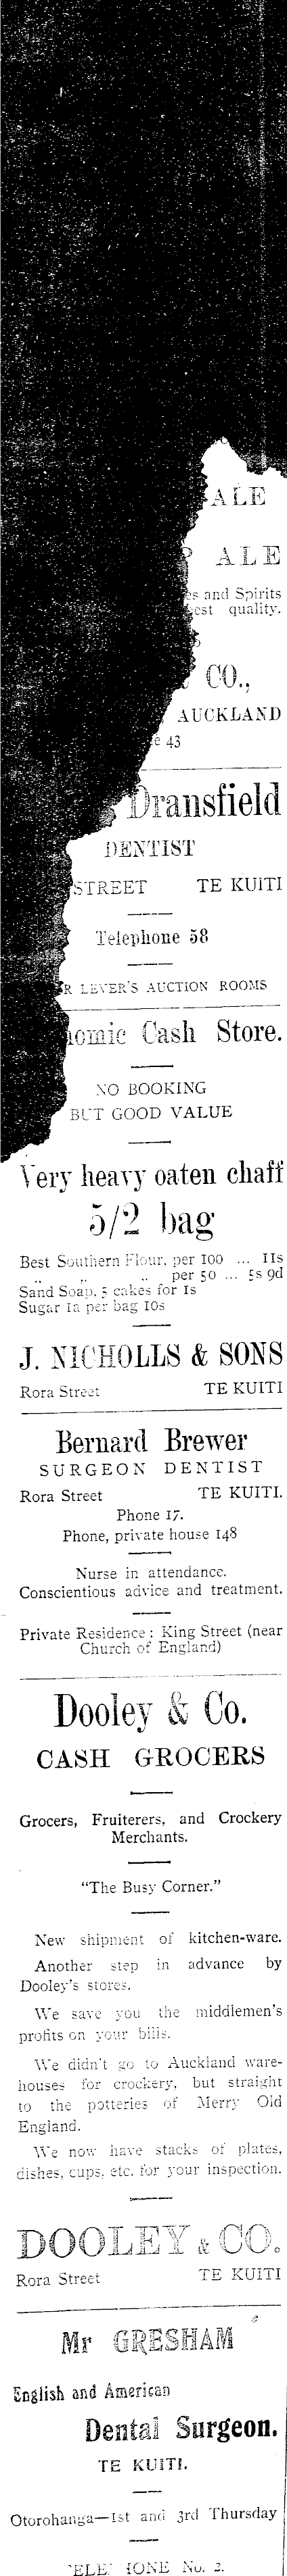 ALE
ALE
and Spirits
quality.
CO.,
AUCKLAND
43
Dransfield
DENTIST
STREET TE KUITI
Telephone 58
LEVER'S AUCTION ROOMS
Cash Store.
NO BOOKING
BUT GOOD VALUE
Very heavy oaten chaff
5/2 bag
Best Southern Flour, per 100 ... 11s
„ „ „ per 50 ... 5s 9d
Sand Soap, 5 cakes for 1s
Sugar 1a per bag 10s
J. NICHOLLS & SONS
Rora Street TE KUITI
Bernard Brewer
SURGEON DENTIST
Rora Street TE KUITI.
Phone 17.
Phone, private house 148
Nurse in attendance.
Conscientious advice and treatment.
Private Residence: King Street (near
Church of England)
Dooley & Co.
CASH GROCERS
Grocers, Fruiterers, and Crockery
Merchants.
"The Busy Corner."
New shipment of kitchen-ware.
Another step in advance by
Dooley's stores.
We save you the middlemen's
profits on your bills.
We didn't go to Auckland ware-
houses for crockery, but straight
to the potteries of Merry Old
England.
We now have stacks of plates,
dishes, cups, etc. for your inspection.
DOOLEY & CO.
Rora Street TE KUITI
Mr GRESHAM
English and American
Dental Surgeon.
TE KUITI.
Otorohanga—1st and 3rd Thursday
No. 2.